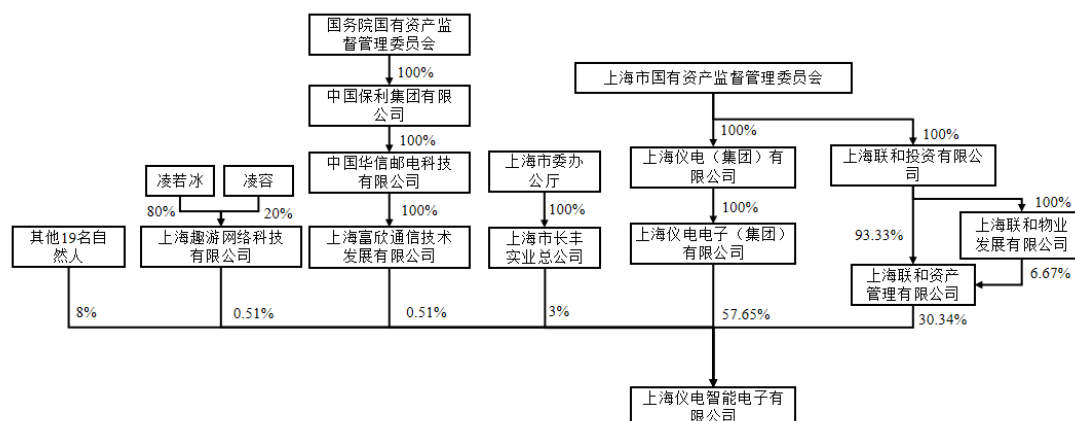 国务院国有资产监
督管理委员会
100%
上海市国有资产监督管理委员会
中国保利集团有限
公司
100%
100%
100%
中国华信邮电科技
有限公司
上海市委办
公厅
上海仪电（集团）有
限公司
上海联和投资有限公
司
凌若冰
凌容
80%
20%
100%
100%
100%
100%
其他19名自
然人
上海趣游网络科技
有限公司
上海富欣通信技术
发展有限公司
上海市长丰
实业总公司
上海仪电电子（集团）
有限公司
93.33%
上海联和物业
发展有限公司
6.67%
上海联和资产
管理有限公司
8%
0.51%
0.51%
3%
57.65%
30.34%
上海仪电智能电子有
限公司